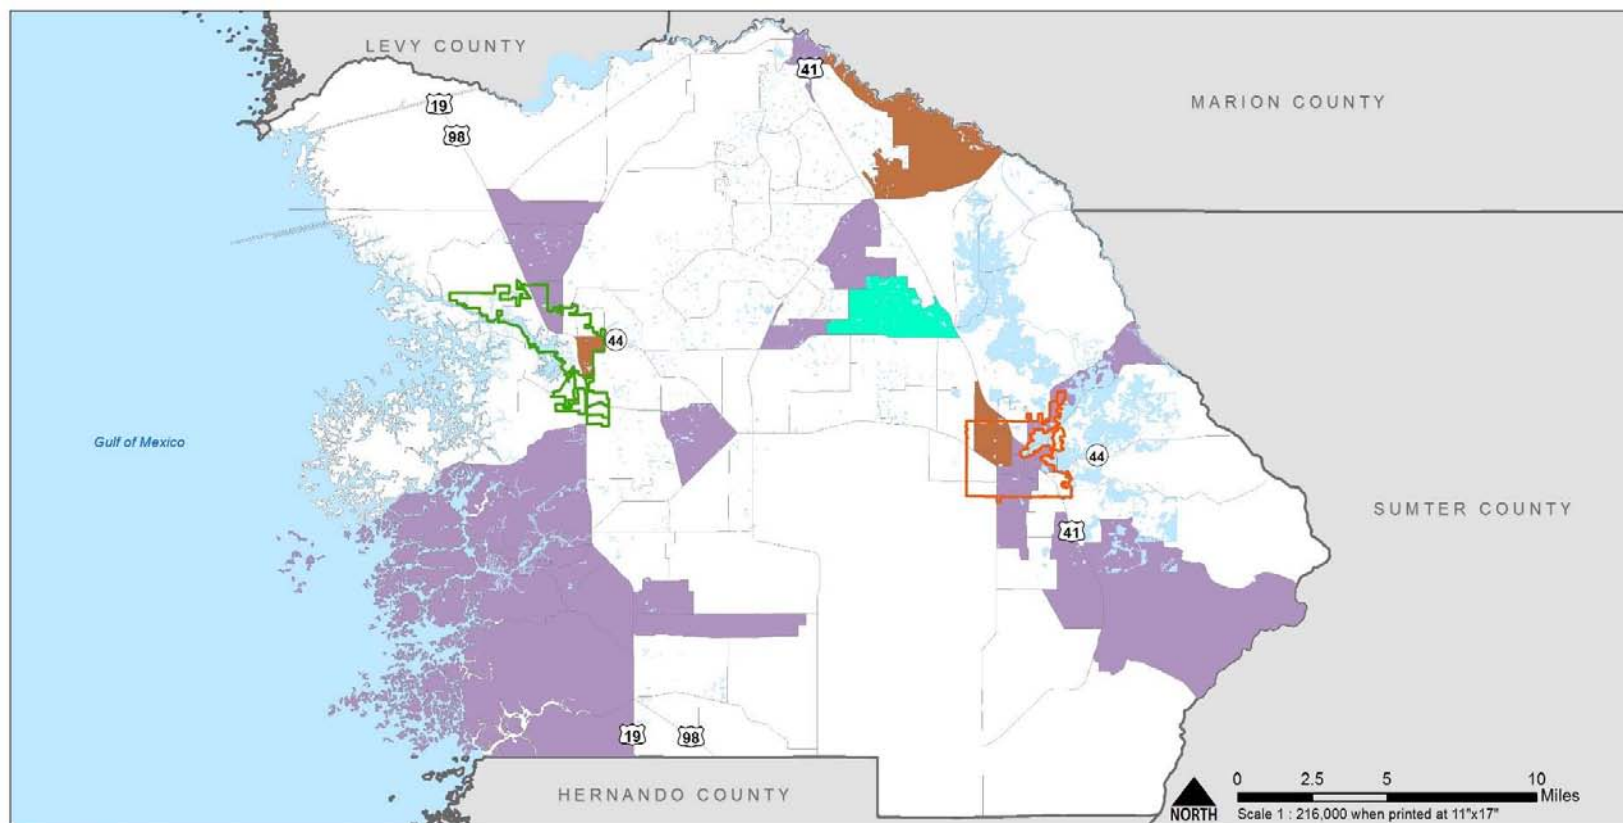 LEVY COUNTY
41
MARION COUNTY
19
98
44
Gulf of Mexico
44
SUMTER COUNTY
41
19
98
HERNANDO COUNTY
NORTH
0 2.5 5 10
Miles
Scale 1 : 216,000 when printed at 11"x17"